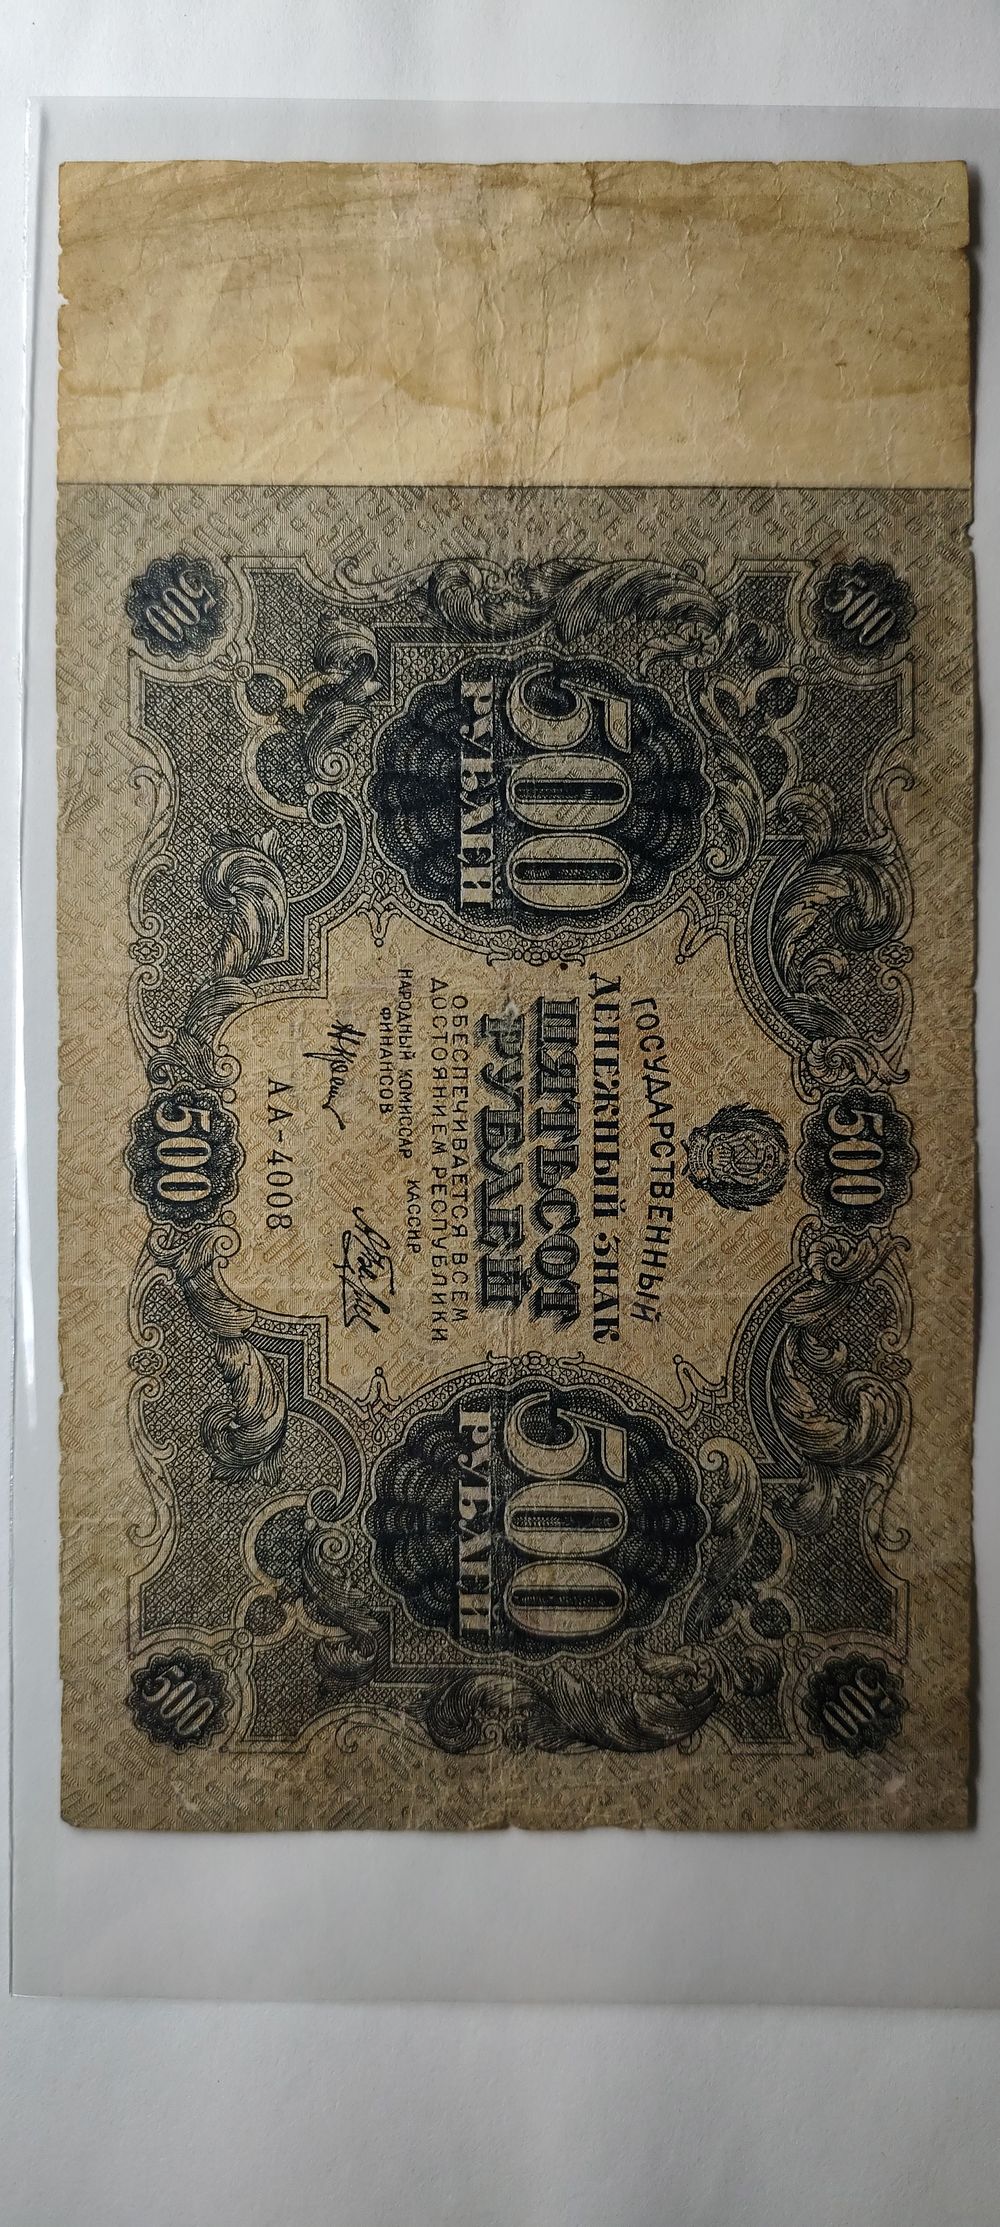 500
500
500
ГОСУДАРСТВЕННЫЙ
ДЕНЕЖНЫЙ ЗНАК
500
РУБЛЕЙ
ПЯТЬСОТ
РУБЛЕЙ
500
РУБЛЕЙ
ОБЕСПЕЧИВАЕТСЯ ВСЕМ
ДОСТОЯНИЕМ РЕСПУБЛИКИ
НАРОДНЫЙ КОМИССАР
ФИНАНСОВ
КАССИР
АА-4008
500
500
500